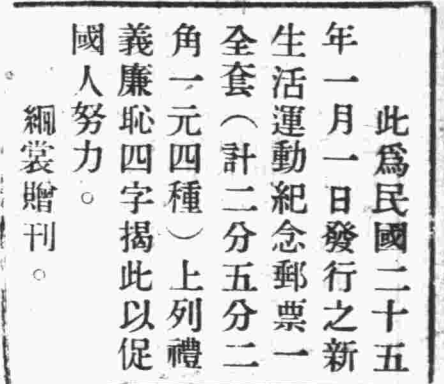 此爲民國二十五
年一月一日發行之新
生活運動紀念郵票一
全套（計二分五分二
角一元四種）上列禮
義廉恥四字揭此以促
國人努力。
綱裳贈刊。